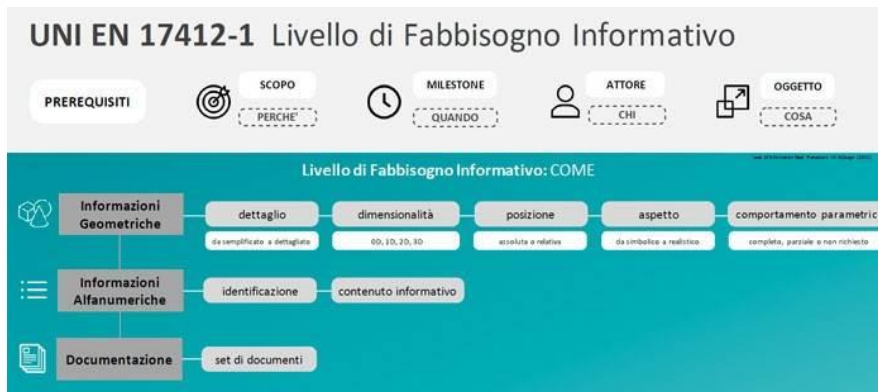 UNI EN 17412-1 Livello di Fabbisogno Informativo
PREREQUISITI
SCOPO
PERCHE'
MILESTONE
QUANDO
ATTORE
CHI
OGGETTO
COSA
Livello di Fabbisogno Informativo: COME
Informazioni
Geometriche
dettaglio
dimensionalità
posizione
aspetto
comportamento parametric
da semplificato a dettagliato
0D, 1D, 2D, 3D
assoluta o relativa
da simbolico a realistico
completo, parziale o non richiesto
Informazioni
Alfanumeriche
identificazione
contenuto informativo
Documentazione
set di documenti